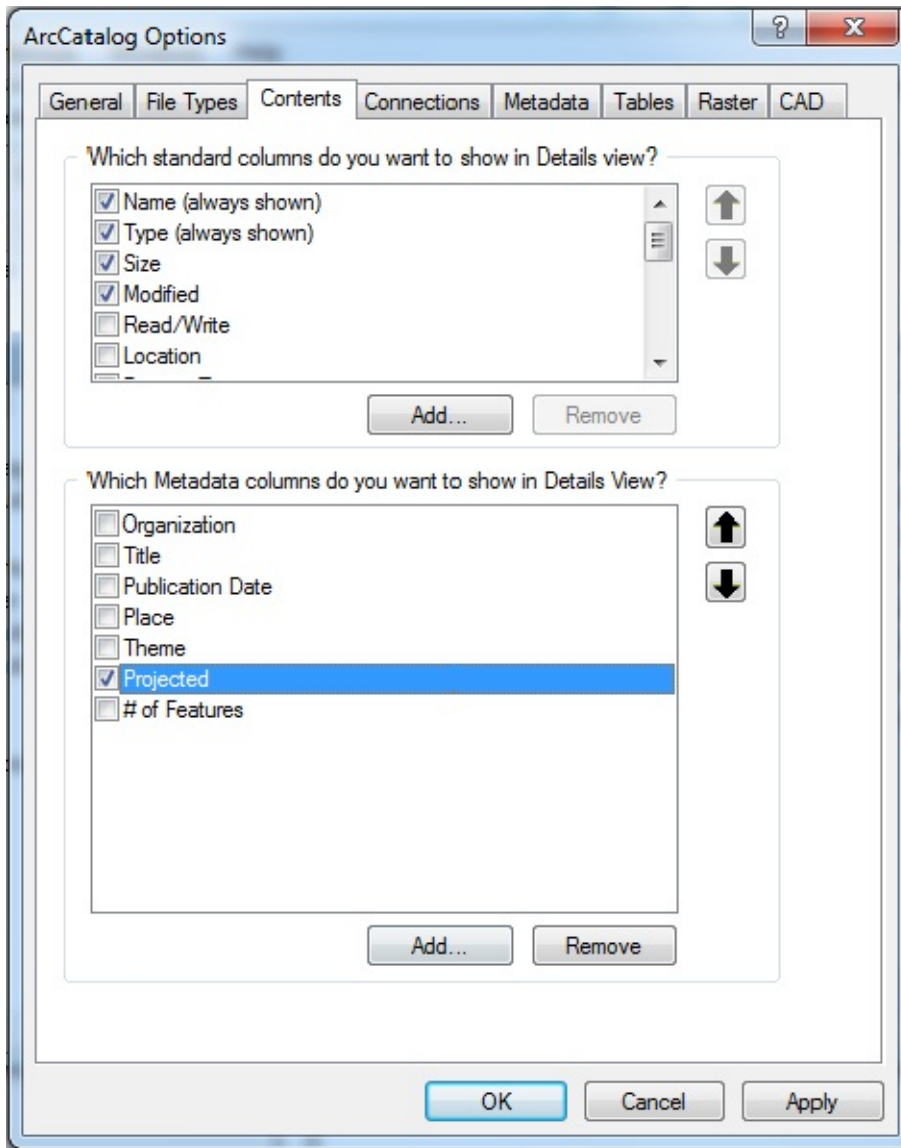 ArcCatalog Options
General File Types Contents Connections Metadata Tables Raster CAD
Which standard columns do you want to show in Details view?
Name (always shown)
Type (always shown)
Size
Modified
Read/Write
Location
Add... Remove
Which Metadata columns do you want to show in Details View?
Organization
Title
Publication Date
Place
Theme
Projected
# of Features
Add... Remove
OK Cancel Apply